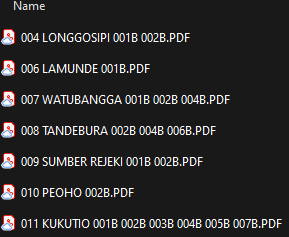 Name
004 LONGGOSIPI 001B 002B.PDF
006 LAMUNDE 001B.PDF
007 WATUBANGGA 001B 002B 004B.PDF
008 TANDEBURA 002B 004B 006B.PDF
009 SUMBER REJEKI 001B 002B.PDF
010 PEOHO 002B.PDF
011 KUKUTIO 001B 002B 003B 004B 005B 007B.PDF